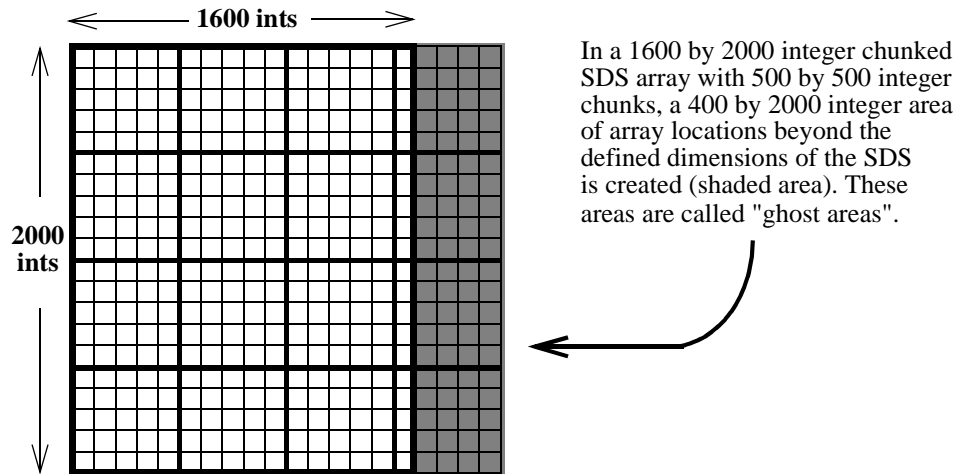 1600 ints
In a 1600 by 2000 integer chunked
SDS array with 500 by 500 integer
chunks, a 400 by 2000 integer area
of array locations beyond the
defined dimensions of the SDS
is created (shaded area). These
areas are called "ghost areas".
2000
ints